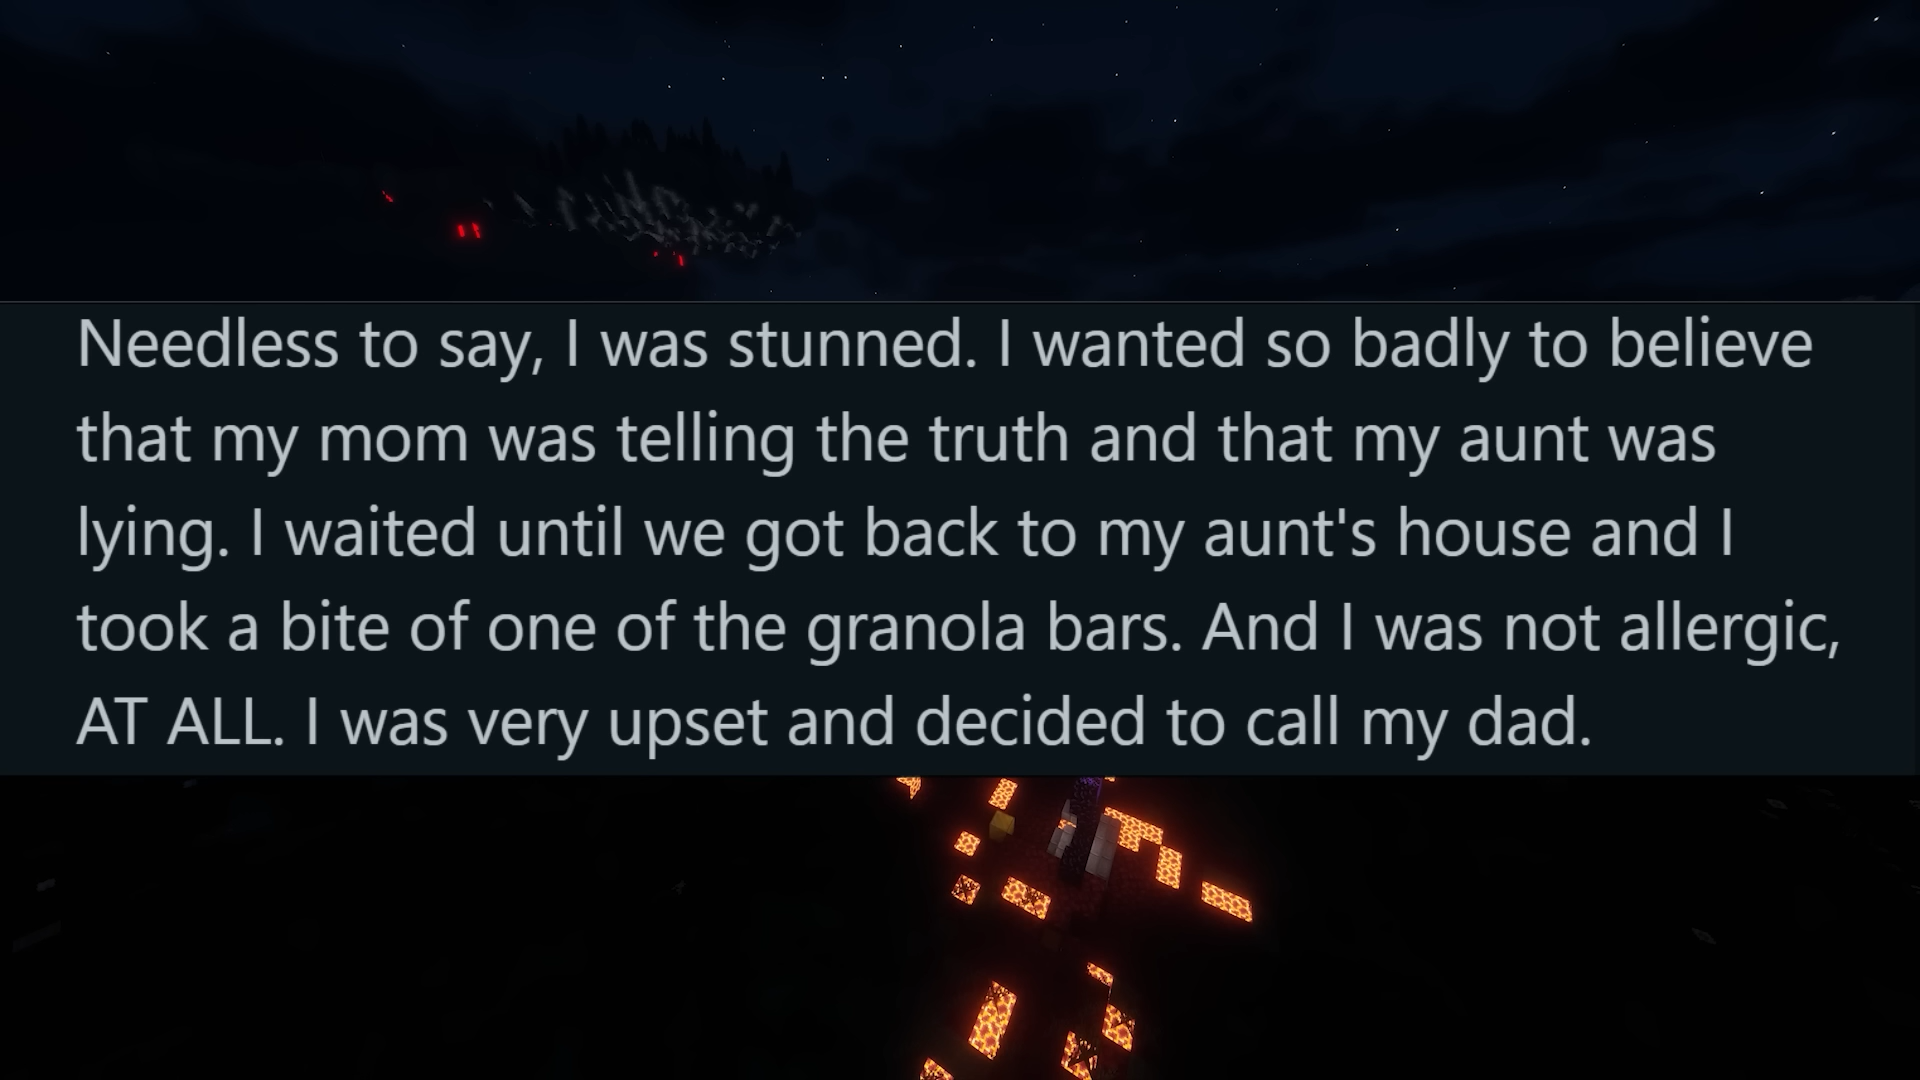 Needless to say, I was stunned. I wanted so badly to believe
that my mom was telling the truth and that my aunt was
lying. I waited until we got back to my aunt's house and I
took a bite of one of the granola bars. And I was not allergic,
AT ALL. I was very upset and decided to call my dad.